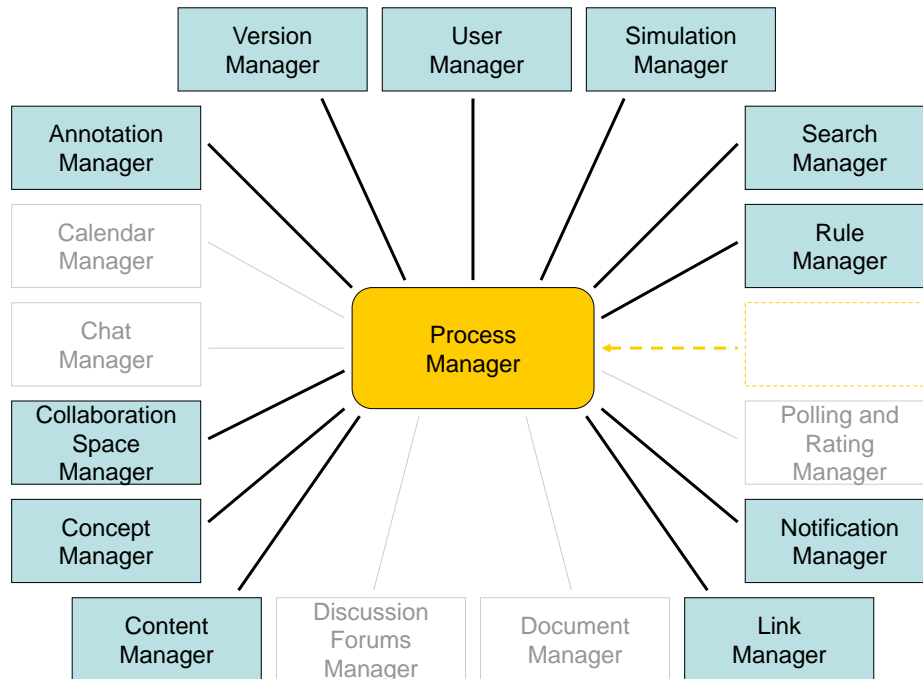 Version
Manager
User
Manager
Simulation
Manager
Annotation
Manager
Search
Manager
Calendar
Manager
Rule
Manager
Chat
Manager
Process
Manager
Collaboration
Space
Manager
Polling and
Rating
Manager
Concept
Manager
Notification
Manager
Content
Manager
Discussion
Forums
Manager
Document
Manager
Link
Manager